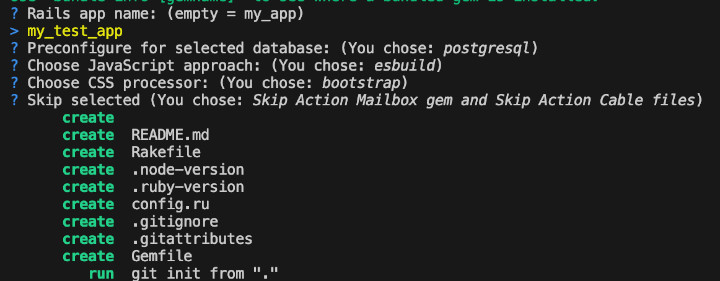 ? Rails app name: (empty = my_app)
> my_test_app
? Preconfigure for selected database: (You chose: postgresql)
? Choose JavaScript approach: (You chose: esbuild)
? Choose CSS processor: (You chose: bootstrap)
? Skip selected (You chose: Skip Action Mailbox gem and Skip Action Cable files)
create
create README.md
create Rakefile
create .node-version
create .ruby-version
create config.ru
create .gitignore
create .gitattributes
create Gemfile
run git init from "."